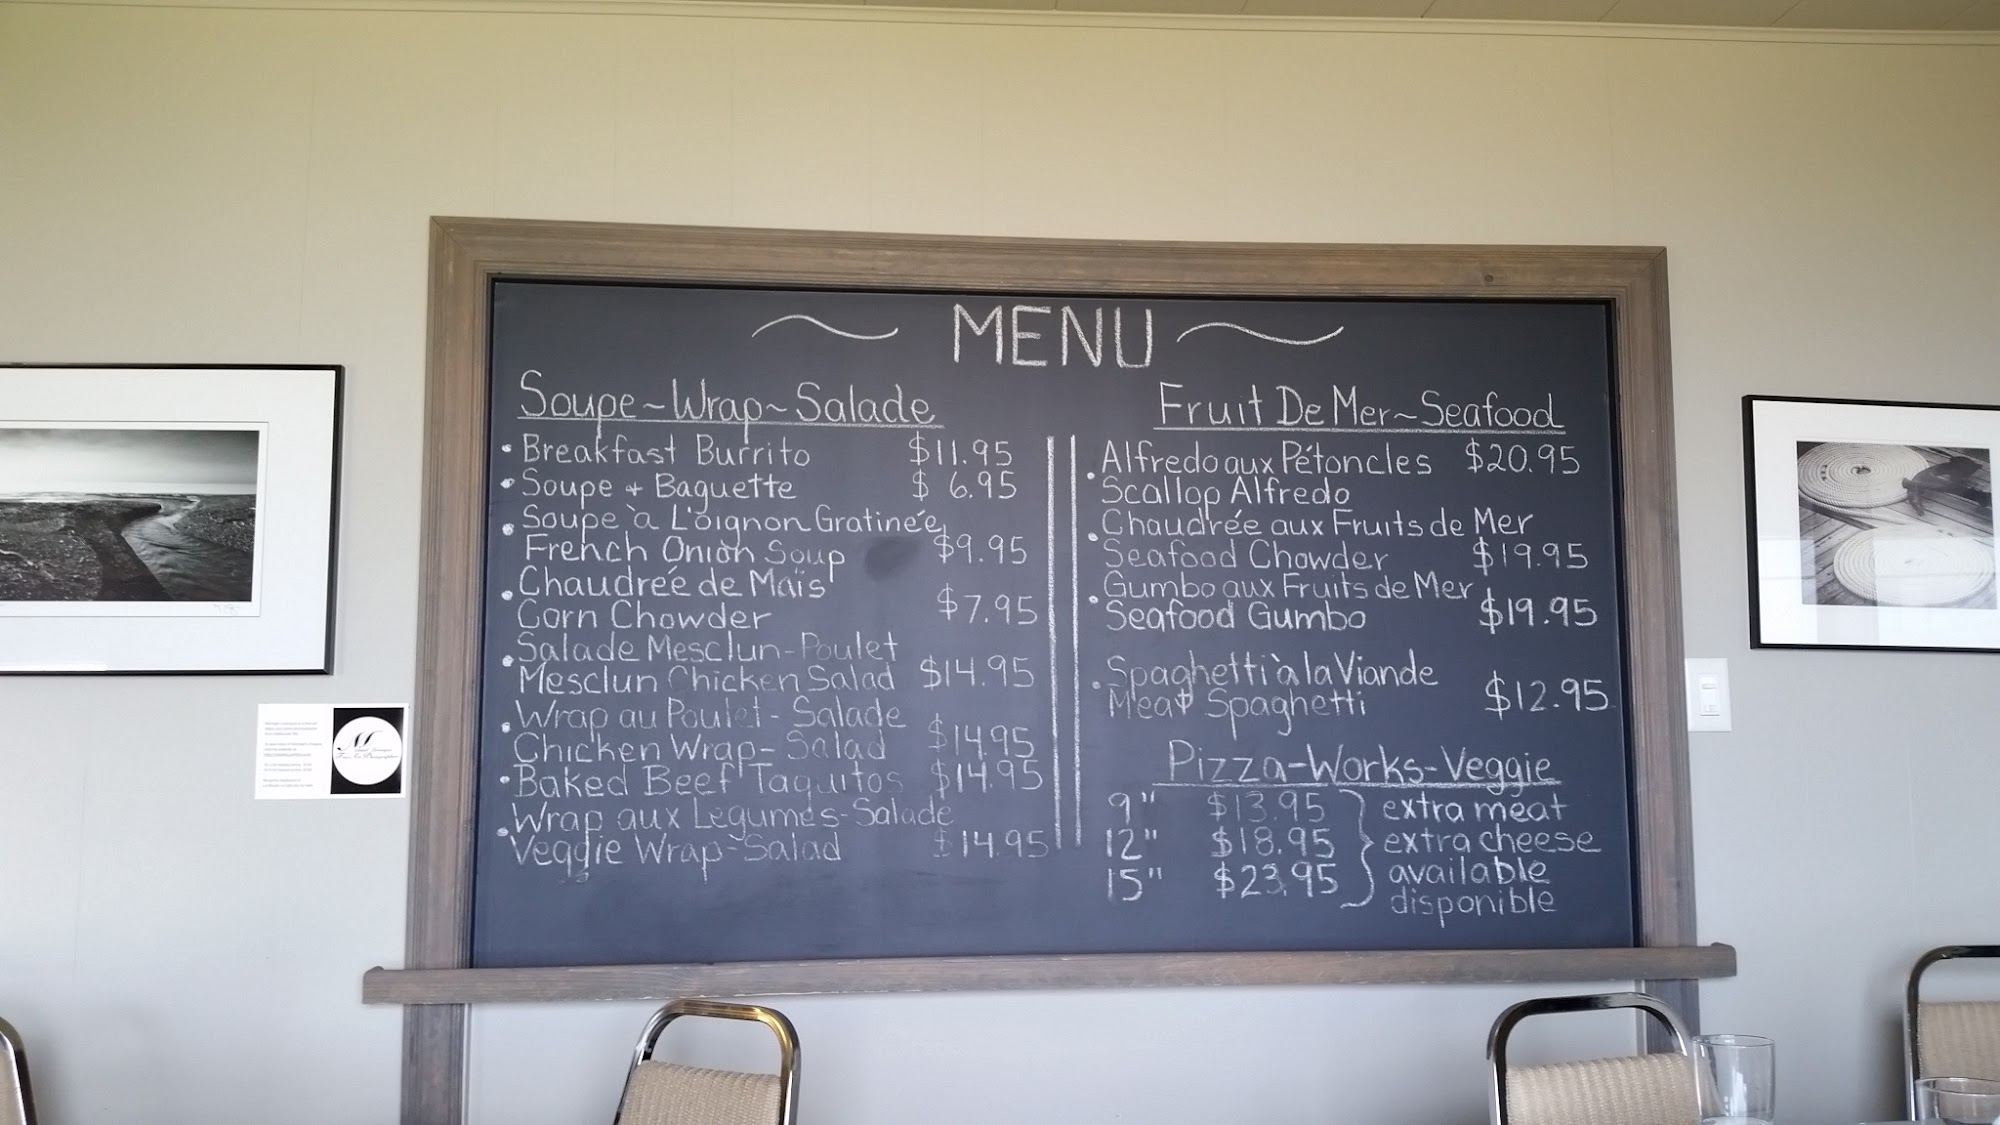 MENU
Soupe~Wrap~Salade
• Breakfast Burrito $11.95
• Soupe + Baguette $ 6.95
• Soupe à L'oignon Gratinée
French Onion Soup $9.95
• Chaudrée de Maïs
Corn Chowder $7.95
• Salade Mesclun-Poulet
Mesclun Chicken Salad $14.95
• Wrap au Poulet - Salade
Chicken Wrap-Salad $14.95
• Baked Beef Taquitos $14.95
• Wrap aux Legumes-Salade
Veggie Wrap-Salad $14.95
Fruit De Mer~Seafood
• Alfredo aux Pétoncles $20.95
Scallop Alfredo
• Chaudrée aux Fruits de Mer
Seafood Chowder $19.95
• Gumbo aux Fruits de Mer
Seafood Gumbo $19.95
• Spaghetti à la Viande
Meat Spaghetti $12.95
Pizza-Works-Veggie
9" $13.95 extra meat
12" $18.95 extra cheese
15" $23.95 available
disponible